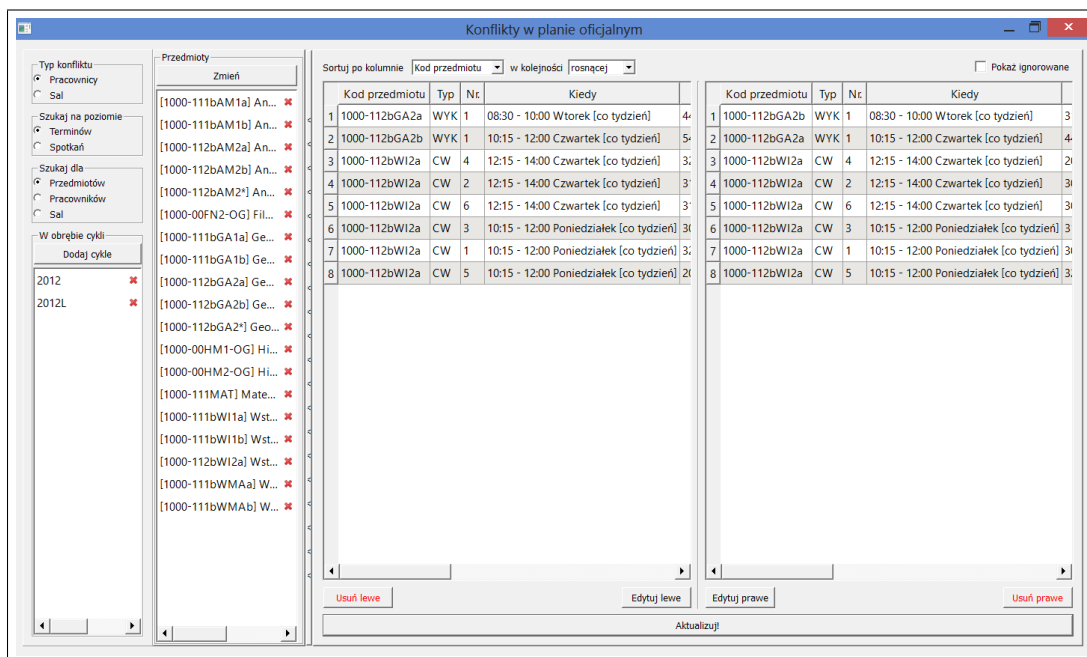 Konflikty w planie oficjalnym
Typ konfliktu
Pracownicy
Sal
Szukaj na poziomie
Terminów
Spotkań
Szukaj dla
Przedmiotów
Pracowników
Sal
W obrębie cykli
Dodaj cykle
2012
2012L
Przedmioty
Zmień
[1000-111bAM1a] An...
[1000-111bAM1b] An...
[1000-112bAM2a] An...
[1000-112bAM2b] An...
[1000-112bAM2*] An...
[1000-00FN2-OG] Fil...
[1000-111bGA1a] Ge...
[1000-111bGA1b] Ge...
[1000-112bGA2a] Ge...
[1000-112bGA2b] Ge...
[1000-112bGA2*] Geo...
[1000-00HM1-OG] Hi...
[1000-00HM2-OG] Hi...
[1000-111MAT] Mate...
[1000-111bWI1a] Wst...
[1000-111bWI1b] Wst...
[1000-112bWI2a] Wst...
[1000-111bWMAa] W...
[1000-111bWMAb] W...
Sortuj po kolumnie Kod przedmiotu w kolejności rosnącej
Pokaż ignorowane
Kod przedmiotu Typ Nr. Kiedy
1 1000-112bGA2a WYK 1 08:30 - 10:00 Wtorek [co tydzień] 44
2 1000-112bGA2b WYK 1 10:15 - 12:00 Czwartek [co tydzień] 54
3 1000-112bWI2a CW 4 12:15 - 14:00 Czwartek [co tydzień] 32
4 1000-112bWI2a CW 2 12:15 - 14:00 Czwartek [co tydzień] 31
5 1000-112bWI2a CW 6 12:15 - 14:00 Czwartek [co tydzień] 31
6 1000-112bWI2a CW 3 10:15 - 12:00 Poniedziałek [co tydzień] 30
7 1000-112bWI2a CW 1 10:15 - 12:00 Poniedziałek [co tydzień] 32
8 1000-112bWI2a CW 5 10:15 - 12:00 Poniedziałek [co tydzień] 20
Usuń lewe
Edytuj lewe
Kod przedmiotu Typ Nr. Kiedy
1 1000-112bGA2b WYK 1 08:30 - 10:00 Wtorek [co tydzień]
2 1000-112bGA2a WYK 1 10:15 - 12:00 Czwartek [co tydzień] 44
3 1000-112bWI2a CW 4 12:15 - 14:00 Czwartek [co tydzień]
4 1000-112bWI2a CW 2 12:15 - 14:00 Czwartek [co tydzień]
5 1000-112bWI2a CW 6 12:15 - 14:00 Czwartek [co tydzień]
6 1000-112bWI2a CW 3 10:15 - 12:00 Poniedziałek [co tydzień]
7 1000-112bWI2a CW 1 10:15 - 12:00 Poniedziałek [co tydzień]
8 1000-112bWI2a CW 5 10:15 - 12:00 Poniedziałek [co tydzień]
Edytuj prawe
Usuń prawe
Aktualizuj!